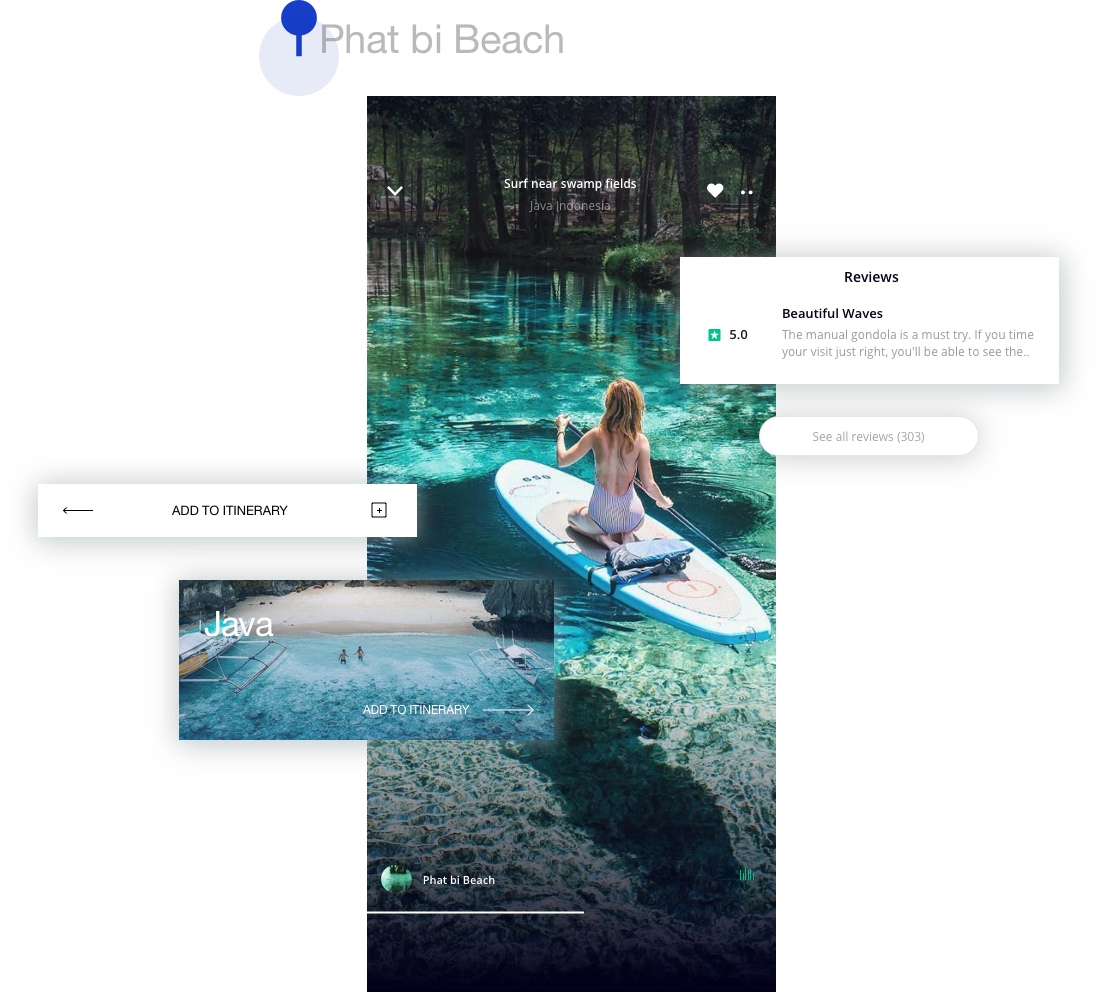 Phat bi Beach
Surf near swamp fields
Java Indonesia
Reviews
Beautiful Waves
5.0
The manual gondola is a must try. If you time
your visit just right, you'll be able to see the..
See all reviews (303)
ADD TO ITINERARY
Java
ADD TO ITINERARY
Phat bi Beach